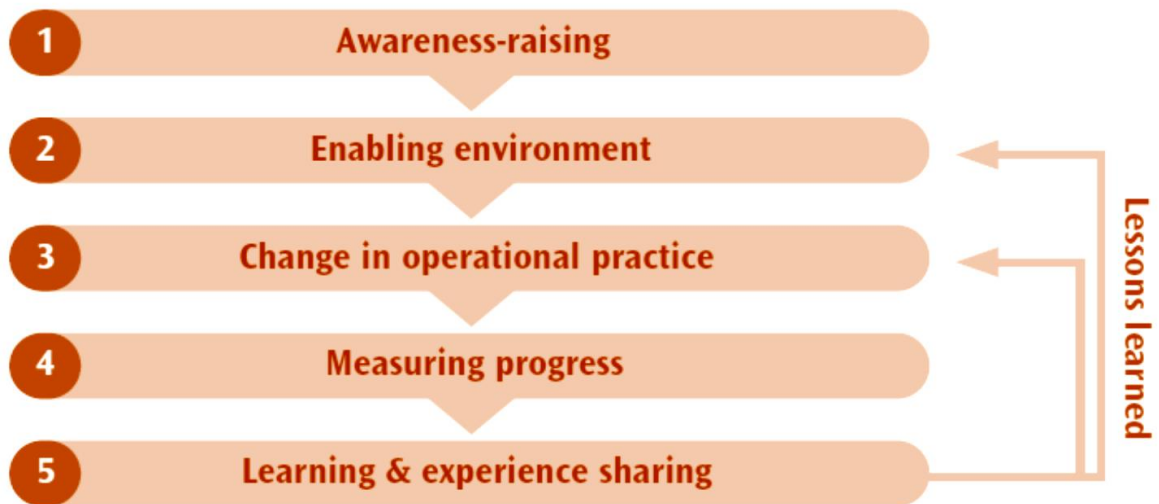 1 Awareness-raising
2 Enabling environment
3 Change in operational practice
4 Measuring progress
5 Learning & experience sharing
Lessons learned